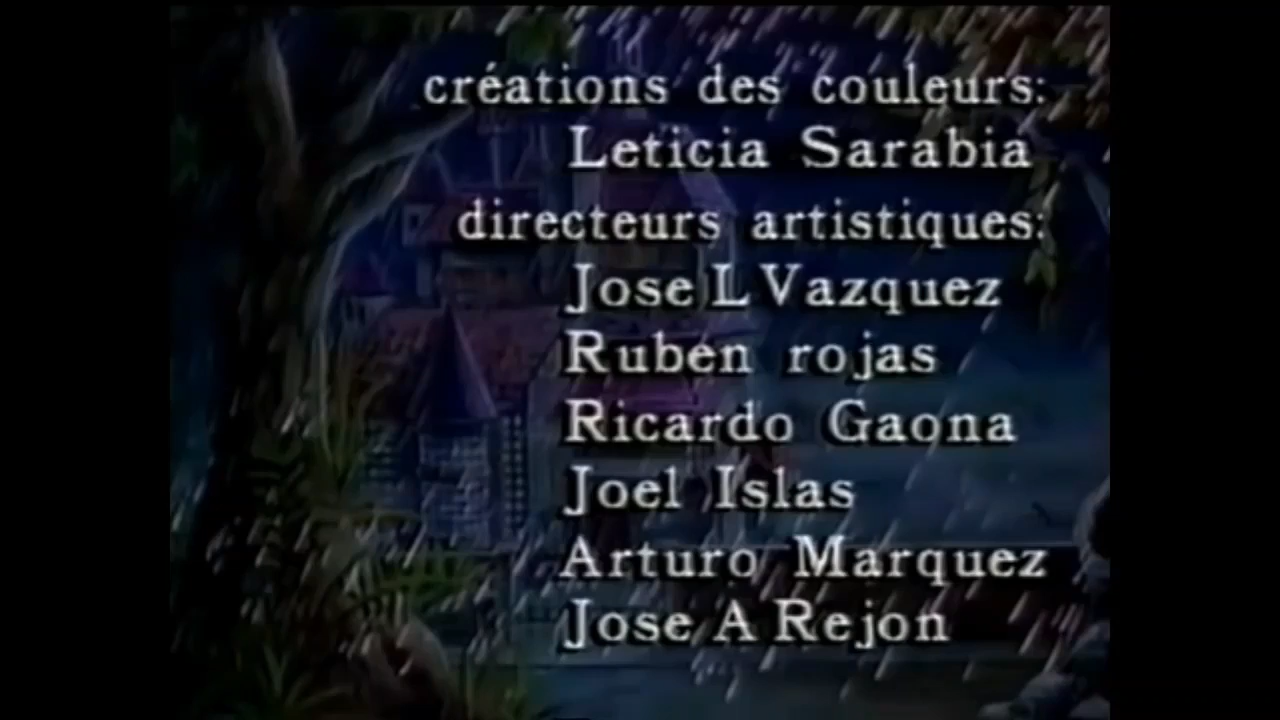 créations des couleurs:
Leticia Sarabia
directeurs artistiques:
Jose L Vazquez
Ruben rojas
Ricardo Gaona
Joel Islas
Arturo Marquez
Jose A Rejon